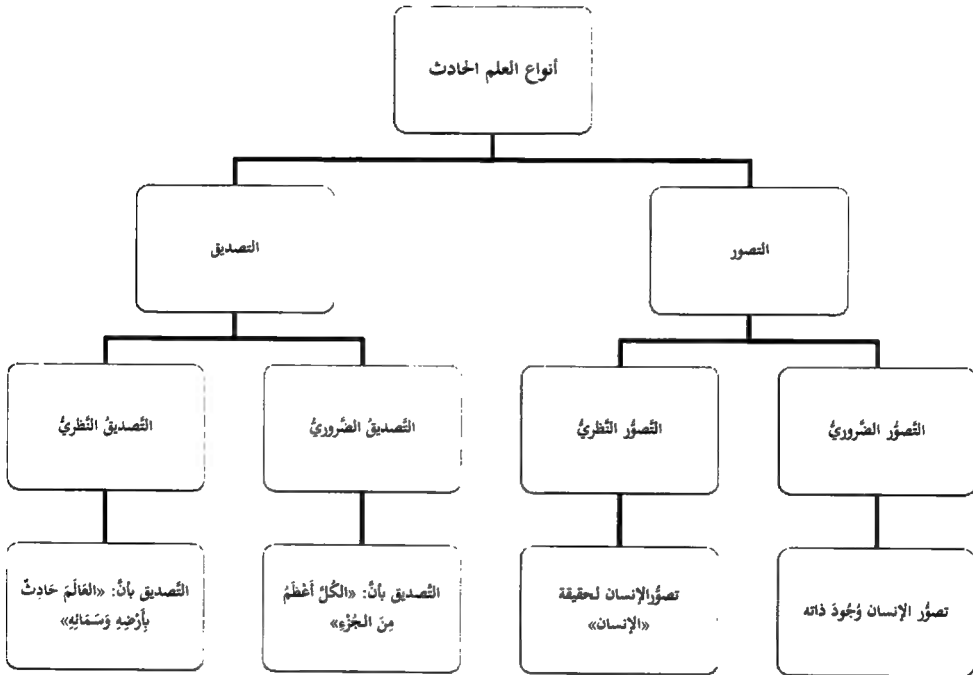 أنواع العلم الحادث
التصور
التصديق
التَّصوُّر الضَّروريُّ
التَّصوُّر النَّظريُّ
التَّصديقُ الضَّروريُّ
التَّصديقُ النَّظريُّ
تصوُّر الإنسان وُجُودَ ذاته
تصوُّر الإنسان لحقيقة
«الإنسان»
التَّصديق بأنَّ: «الكُلَّ أَعْظَمُ
مِنَ الجُزْءِ»
التَّصديق بأنَّ: «العَالَمَ حَادِثٌ
بِأَرْضِهِ وَسَمَائِهِ»